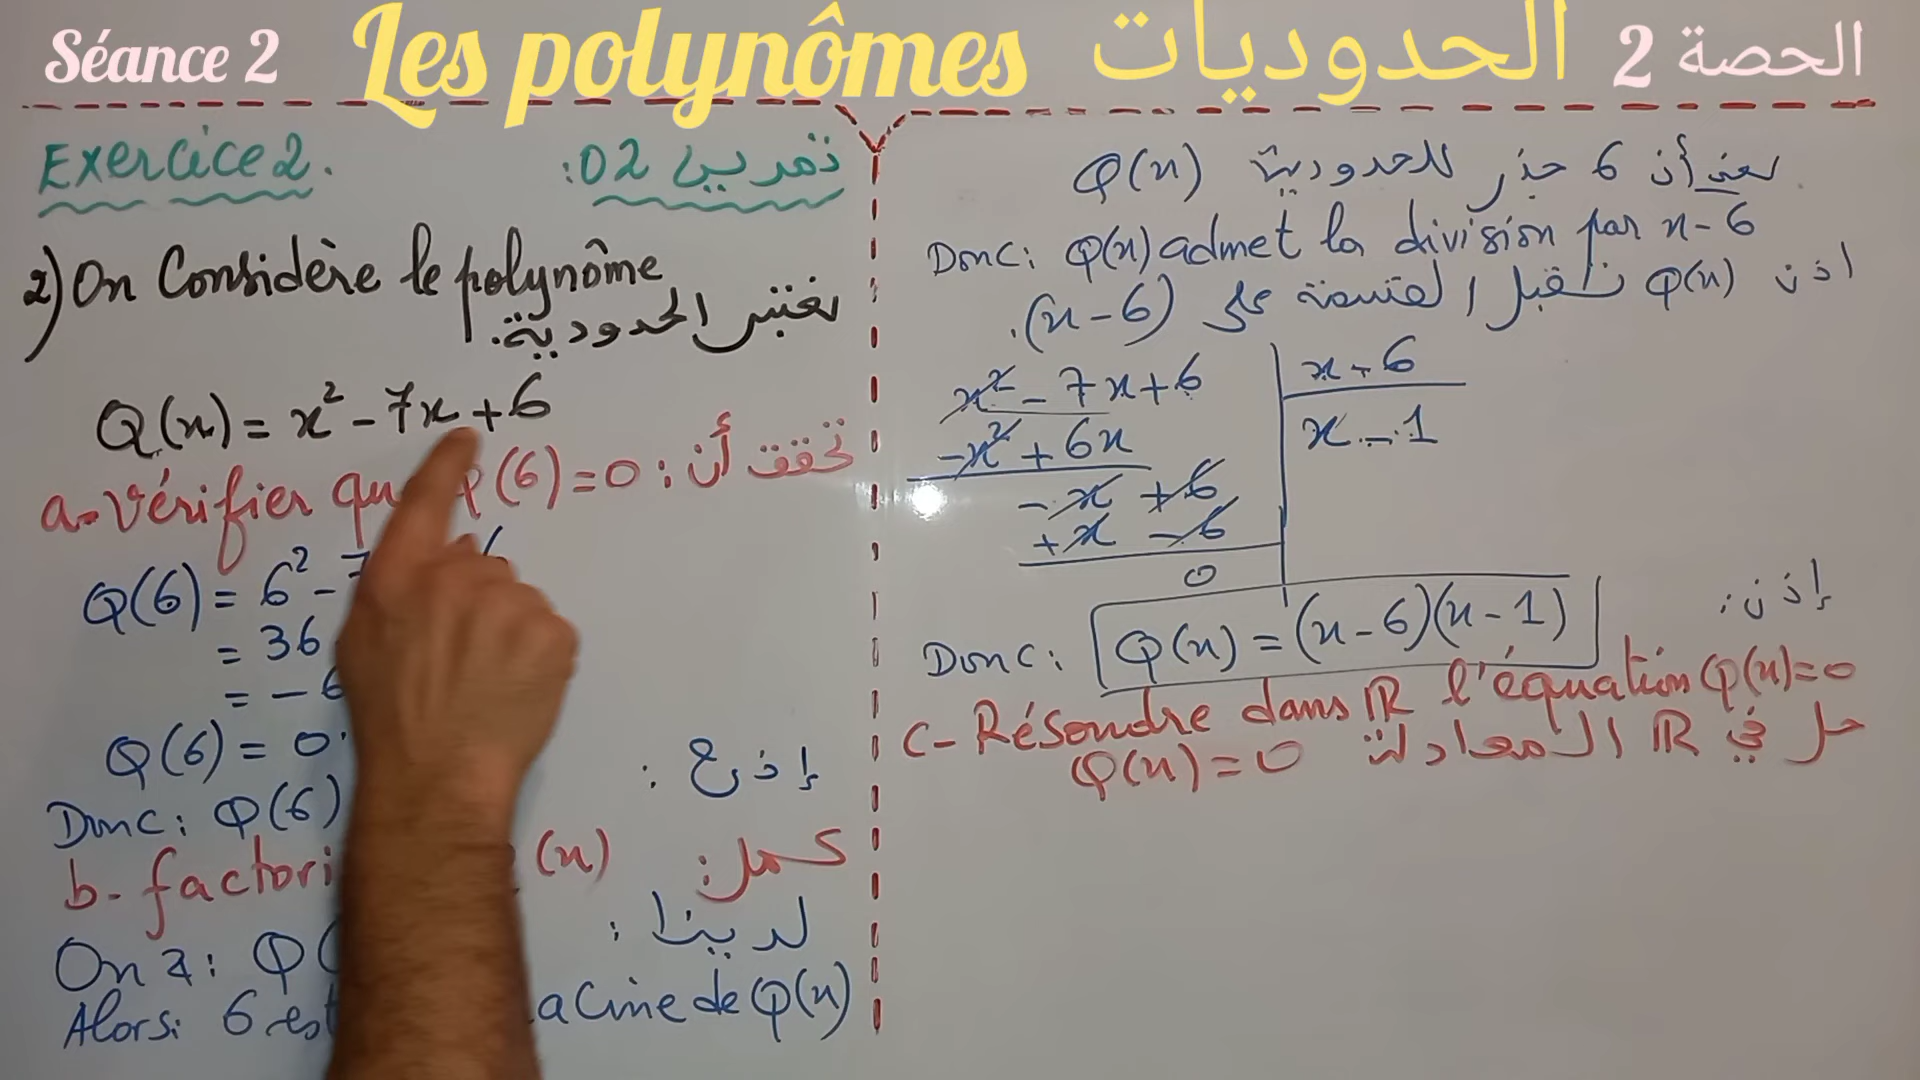 Séance 2 Les polynômes الحدوديات الحصة 2
Exercice 2. تمرين 02:
2) On Considère le polynôme
نعتبر الحدودية:
Q(x) = x² - 7x + 6
a- Vérifier que Q(6) = 0 : تحقق أن
Q(6) = 6² - 7
= 36
= - 6
Q(6) = 0
Donc: Q(6) إذن :
b- factori (x) كمل:
On a: Q( لدينا :
Alors: 6 est acine de Q(x)
يعني أن 6 جذر للحدودية Q(x)
Donc: Q(x) admet la division par x - 6
اذن Q(x) تقبل القسمة على (x - 6).
x² - 7x + 6 x - 6
- x² + 6x x - 1
- x + 6
+ x - 6
0
إذن:
Donc: Q(x) = (x - 6)(x - 1)
c- Résoudre dans ℝ l'équation Q(x) = 0
حل في ℝ المعادلة Q(x) = 0